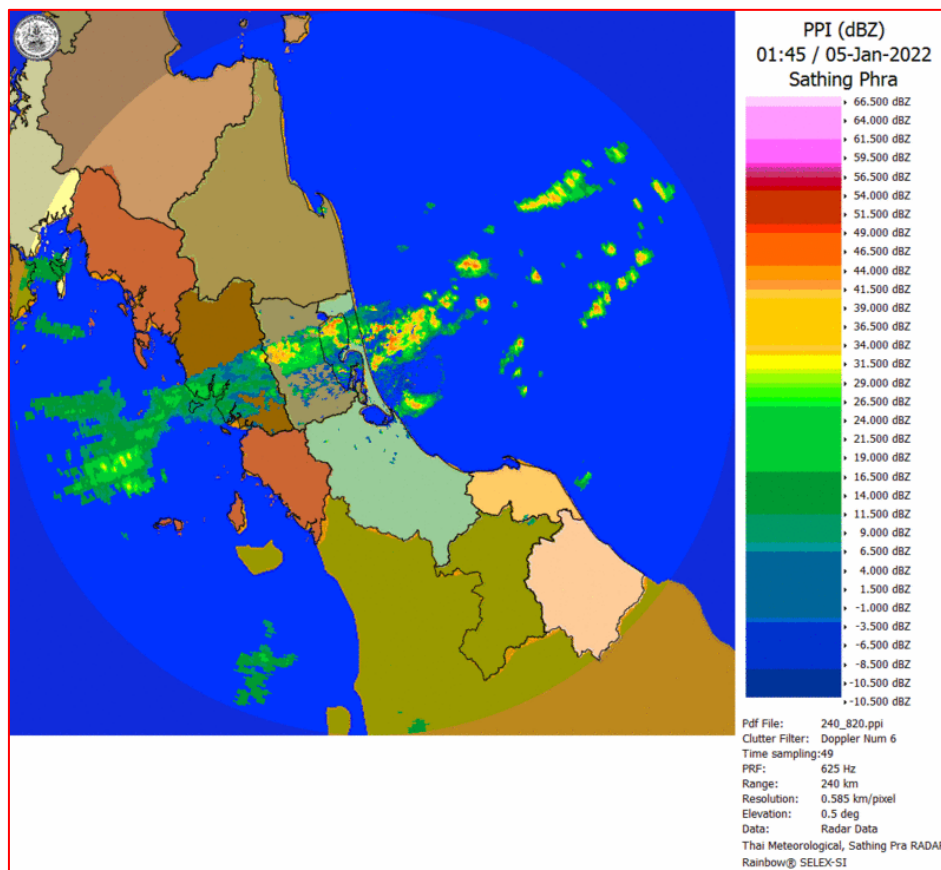 PPI (dBZ)
01:45 / 05-Jan-2022
Sathing Phra
66.500 dBZ
64.000 dBZ
61.500 dBZ
59.500 dBZ
56.500 dBZ
54.000 dBZ
51.500 dBZ
49.000 dBZ
46.500 dBZ
44.000 dBZ
41.500 dBZ
39.000 dBZ
36.500 dBZ
34.000 dBZ
31.500 dBZ
29.000 dBZ
26.500 dBZ
24.000 dBZ
21.500 dBZ
19.000 dBZ
16.500 dBZ
14.000 dBZ
11.500 dBZ
9.000 dBZ
6.500 dBZ
4.000 dBZ
1.500 dBZ
-1.000 dBZ
-3.500 dBZ
-6.500 dBZ
-8.500 dBZ
-10.500 dBZ
-10.500 dBZ
Pdf File: 240_820.ppi
Clutter Filter: Doppler Num 6
Time sampling:49
PRF: 625 Hz
Range: 240 km
Resolution: 0.585 km/pixel
Elevation: 0.5 deg
Data: Radar Data
Thai Meteorological, Sathing Pra RADAR
Rainbow® SELEX-SI